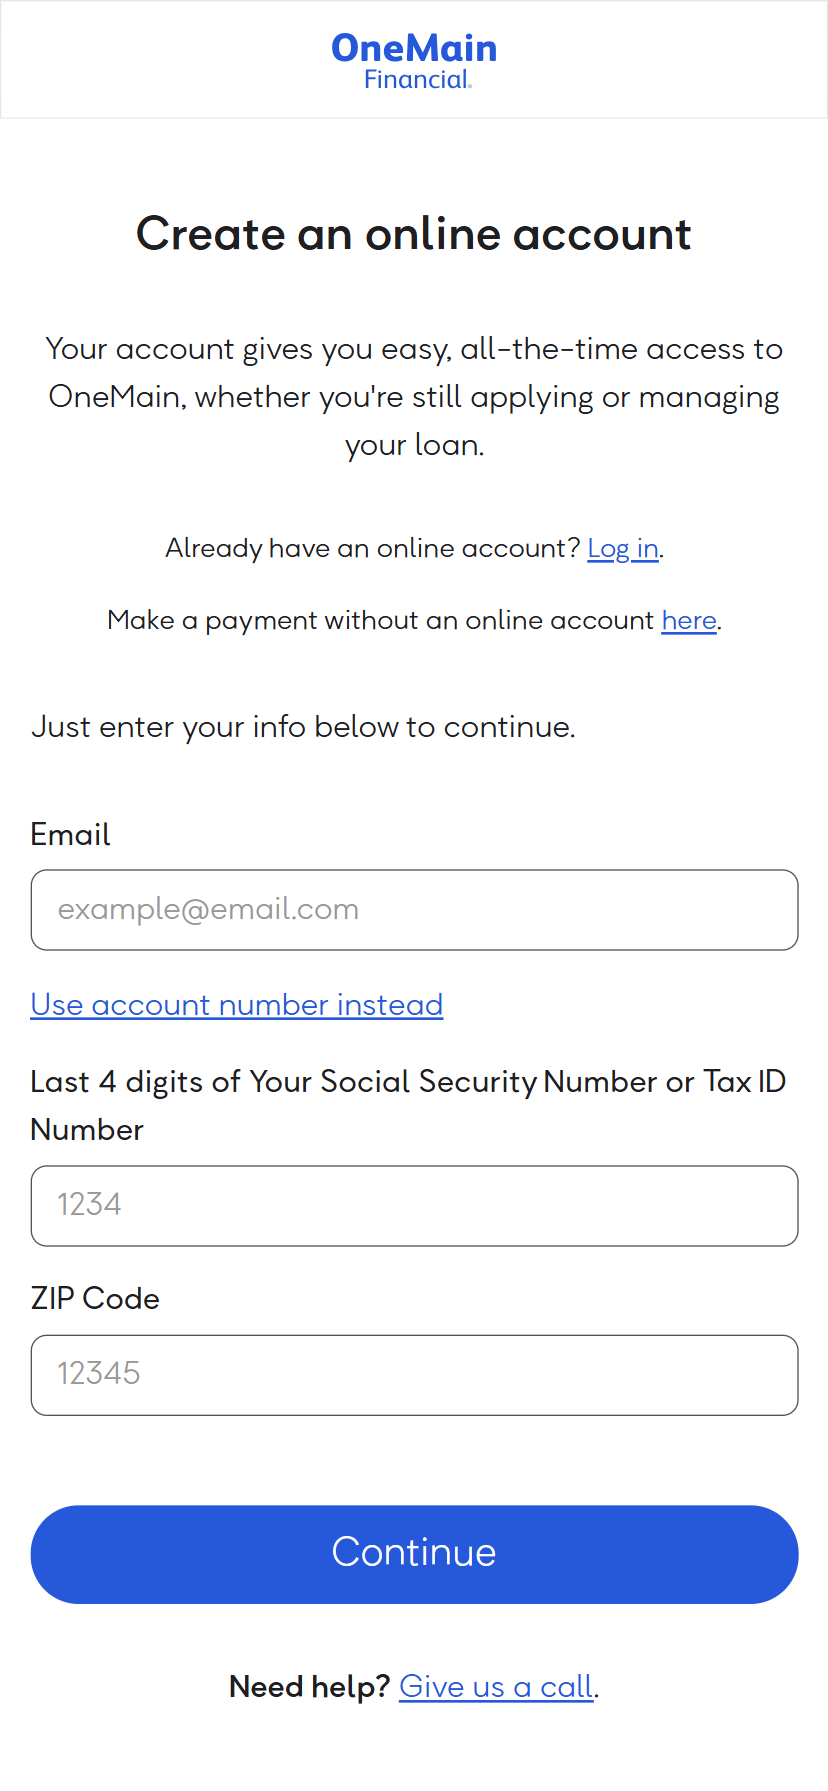 OneMain
Financial.
Create an online account
Your account gives you easy, all-the-time access to
OneMain, whether you're still applying or managing
your loan.
Already have an online account? Log in.
Make a payment without an online account here.
Just enter your info below to continue.
Email
example@email.com
Use account number instead
Last 4 digits of Your Social Security Number or Tax ID
Number
1234
ZIP Code
12345
Continue
Need help? Give us a call.